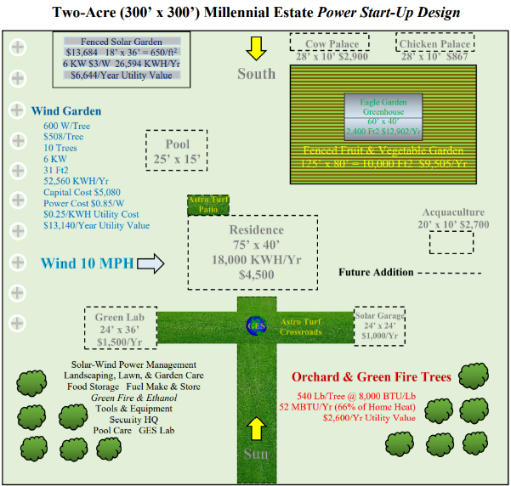 Two-Acre (300' x 300') Millennial Estate Power Start-Up Design
Fenced Solar Garden
$13,684 18' x 36' = 650/ft²
6 KW $3/W 26,594 KWH/Yr
$6,644/Year Utility Value
South
Cow Palace
28' x 10' $2,900
Chicken Palace
28' x 10' $867
Eagle Garden
Greenhouse
60' x 40'
2,400 Ft2 $12,902/Yr
Fenced Fruit & Vegetable Garden
125' x 80' = 10,000 Ft2 $9,505/Yr
Wind Garden
600 W/Tree
$508/Tree
10 Trees
6 KW
31 Ft2
52,560 KWH/Yr
Capital Cost $5,080
Power Cost $0.85/W
$0.25/KWH Utility Cost
$13,140/Year Utility Value
Pool
25' x 15'
Astro Turf
Patio
Residence
75' x 40'
18,000 KWH/Yr
$4,500
Aquaculture
20' x 10' $2,700
Wind 10 MPH
Future Addition
Green Lab
24' x 36'
$1,500/Yr
GES
Astro Turf
Crossroads
Solar Garage
24' x 24'
$1,000/Yr
Solar-Wind Power Management
Landscaping, Lawn, & Garden Care
Food Storage Fuel Make & Store
Green Fire & Ethanol
Tools & Equipment
Security HQ
Pool Care GES Lab
Orchard & Green Fire Trees
540 Lb/Tree @ 8,000 BTU/Lb
52 MBTU/Yr (66% of Home Heat)
$2,600/Yr Utility Value
Sun